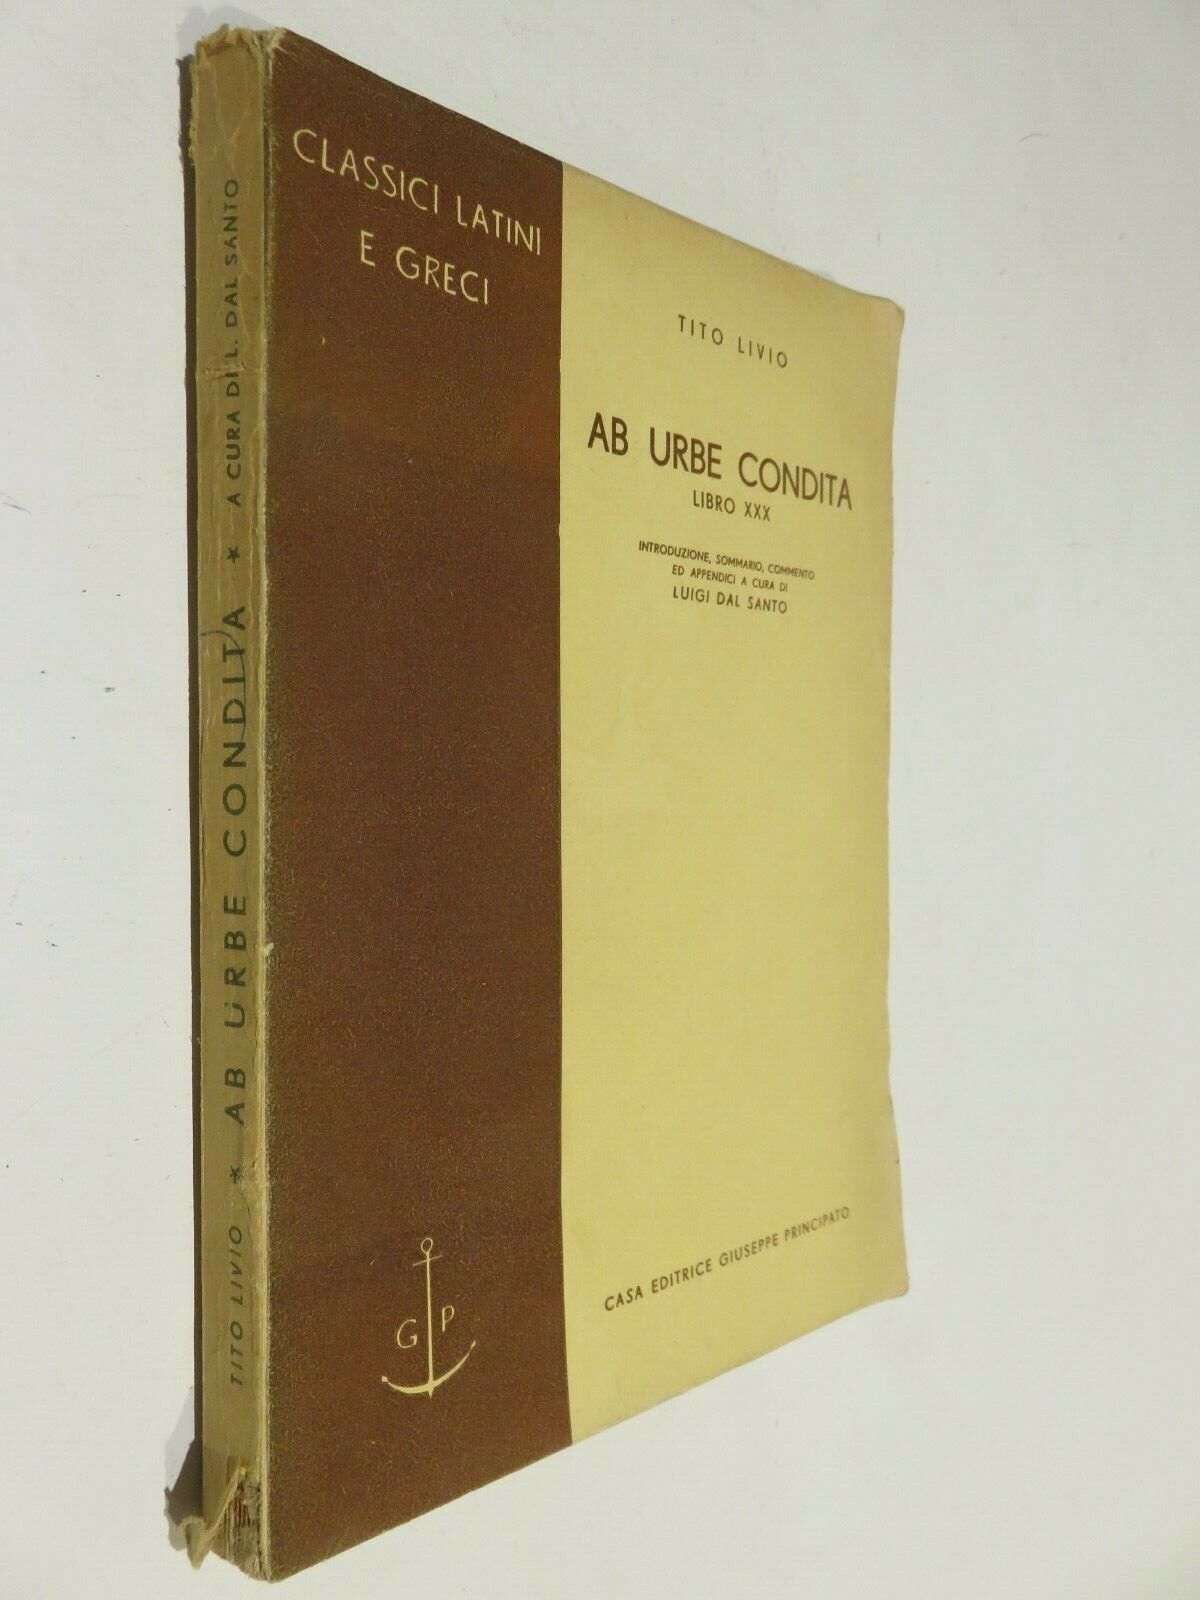 CLASSICI LATINI
E GRECI
TITO LIVIO
AB URBE CONDITA
LIBRO XXX
INTRODUZIONE, SOMMARIO, COMMENTO
ED APPENDICI A CURA DI
LUIGI DAL SANTO
CASA EDITRICE GIUSEPPE PRINCIPATO
G P
TITO LIVIO * AB URBE CONDITA * A CURA DI L. DAL SANTO